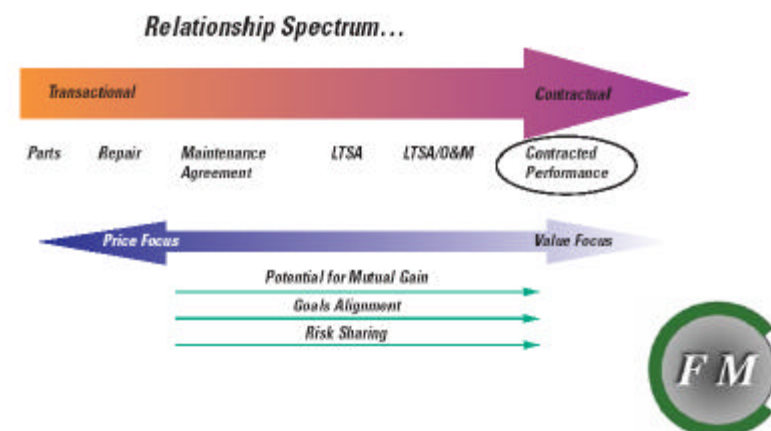 Relationship Spectrum...
Transactional Contractual
Parts Repair Maintenance Agreement LTSA LTSA/O&M Contracted Performance
Price Focus Value Focus
Potential for Mutual Gain
Goals Alignment
Risk Sharing
F M